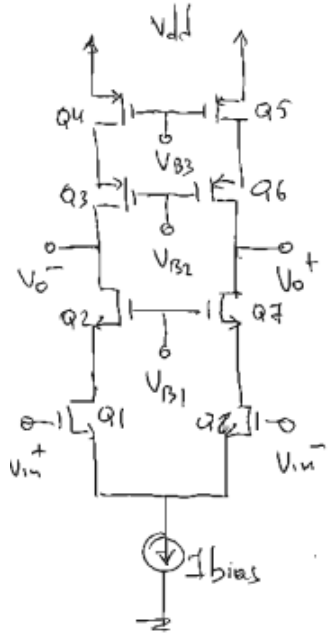 Vdd
Q4 Q5
VB3
Q3 Q6
VB2
Vo- Vo+
Q2 Q7
VB1
Q1 Q8
Vin+ Vin-
Ibias